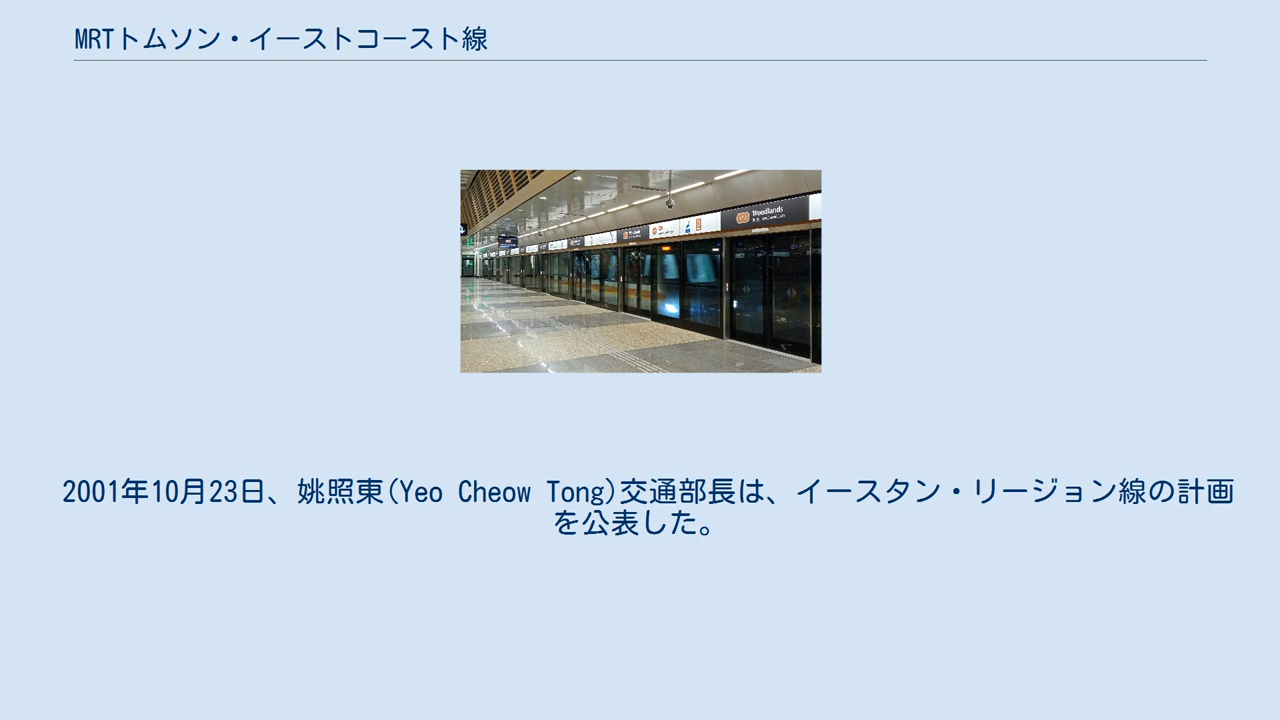 MRTトムソン・イーストコースト線
Woodlands
2001年10月23日、姚照東(Yeo Cheow Tong)交通部長は、イースタン・リージョン線の計画
を公表した。